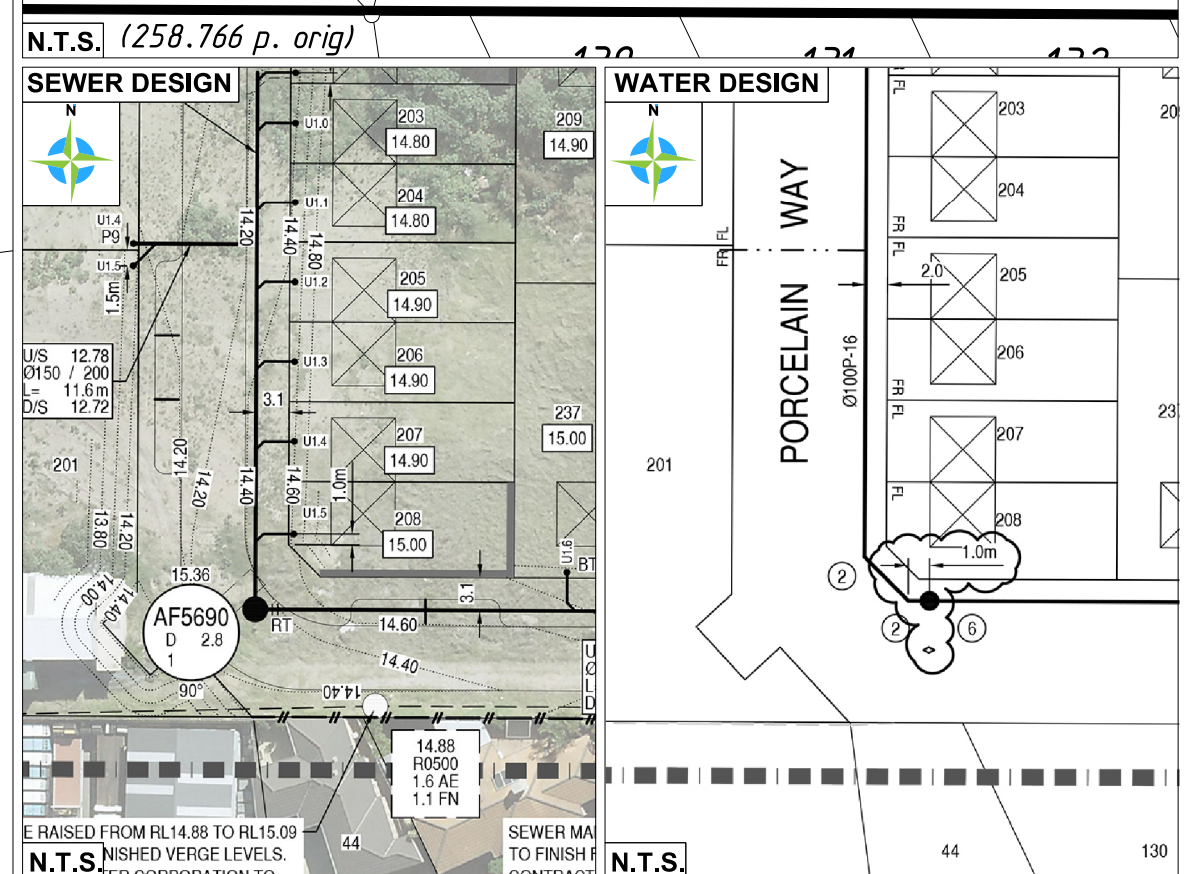 N.T.S. (258.766 p. orig)
SEWER DESIGN
N
U1.0
203
14.80
209
14.90
U1.1
204
14.80
14.20
14.40
14.80
U1.4
P9
U1.5
1.5m
U1.2
205
14.90
U/S 12.78
Ø150 / 200
L= 11.6m
D/S 12.72
U1.3
206
14.90
3.1
237
15.00
U1.4
207
14.90
201
14.20
14.20
14.40
14.60
1.0m
U1.5
208
15.00
13.80
14.20
U1.6
BT
15.36
14.00
14.40
AF5690
D 2.8
1
90°
RT
3.1
14.60
14.40
14.40
14.88
R0500
1.6 AE
1.1 FN
E RAISED FROM RL14.88 TO RL15.09
NISHED VERGE LEVELS.
44
SEWER MA
TO FINISH F
N.T.S.
WATER DESIGN
N
FL
203
20
PORCELAIN WAY
204
FR FL
FR FL
2.0
205
Ø100P-16
206
FR FL
207
23
201
FL
208
1.0m
2
2
6
44
130
N.T.S.